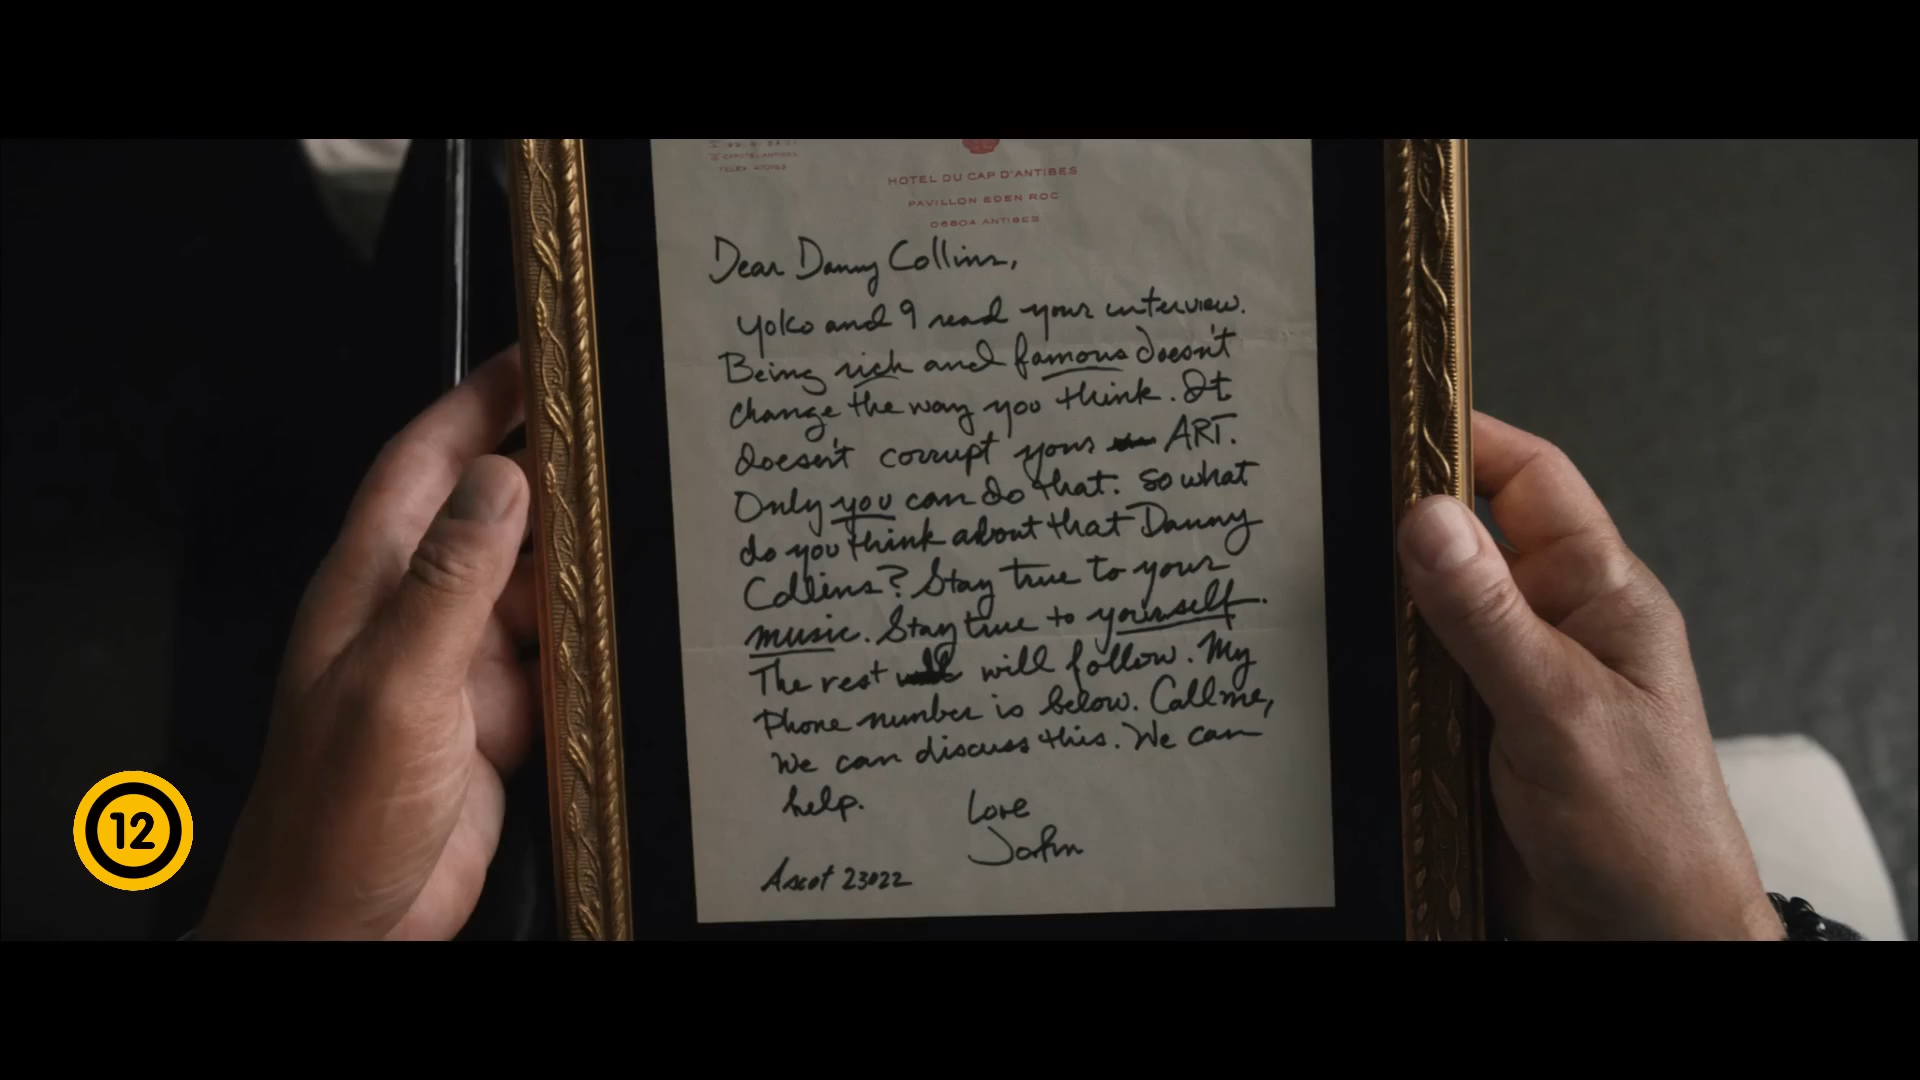 TELEX
HOTEL DU CAP D'ANTIBES
PAVILLON EDEN ROC
06604 ANTIBES
Dear Danny Collins,
Yoko and I read your interview.
Being rich and famous doesn't
change the way you think. It
doesn't corrupt your ART.
Only you can do that. So what
do you think about that Danny
Collins? Stay true to your
music. Stay true to yourself.
The rest will follow. My
Phone number is below. Call me,
We can discuss this. We can
help.
Love
John
Ascot 23022
12